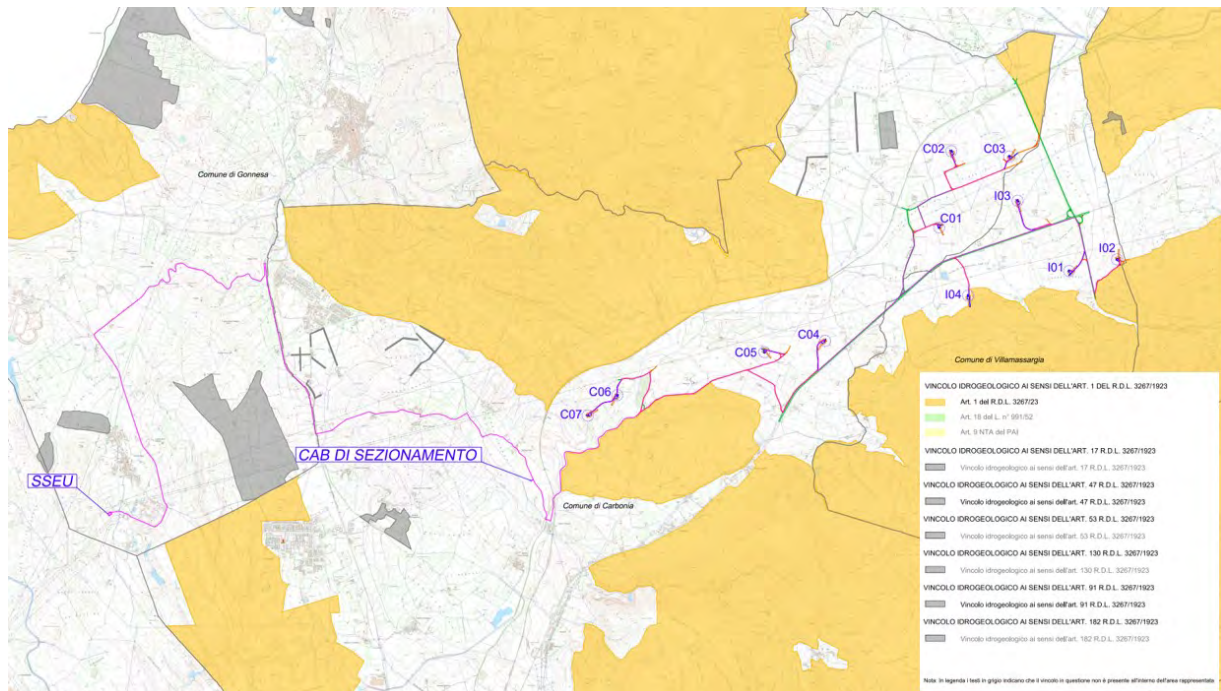 Comune di Gonnesa
C02
C03
I03
C01
I02
I01
I04
C04
C05
Comune di Villamassargia
C06
C07
CAB DI SEZIONAMENTO
SSEU
Comune di Carbonia
VINCOLO IDROGEOLOGICO AI SENSI DELL'ART. 1 DEL R.D.L. 3267/1923
Art. 1 del R.D.L. 3267/23
Art. 18 del L. n° 991/52
Art. 9 NTA del PAI
VINCOLO IDROGEOLOGICO AI SENSI DELL'ART. 17 R.D.L. 3267/1923
Vincolo idrogeologico ai sensi dell'art. 17 R.D.L. 3267/1923
VINCOLO IDROGEOLOGICO AI SENSI DELL'ART. 47 R.D.L. 3267/1923
Vincolo idrogeologico ai sensi dell'art. 47 R.D.L. 3267/1923
VINCOLO IDROGEOLOGICO AI SENSI DELL'ART. 53 R.D.L. 3267/1923
Vincolo idrogeologico ai sensi dell'art. 53 R.D.L. 3267/1923
VINCOLO IDROGEOLOGICO AI SENSI DELL'ART. 130 R.D.L. 3267/1923
Vincolo idrogeologico ai sensi dell'art. 130 R.D.L. 3267/1923
VINCOLO IDROGEOLOGICO AI SENSI DELL'ART. 91 R.D.L. 3267/1923
Vincolo idrogeologico ai sensi dell'art. 91 R.D.L. 3267/1923
VINCOLO IDROGEOLOGICO AI SENSI DELL'ART. 182 R.D.L. 3267/1923
Vincolo idrogeologico ai sensi dell'art. 182 R.D.L. 3267/1923
Nota: In legenda i testi in grigio indicano che il vincolo in questione non è presente all'interno dell'area rappresentata